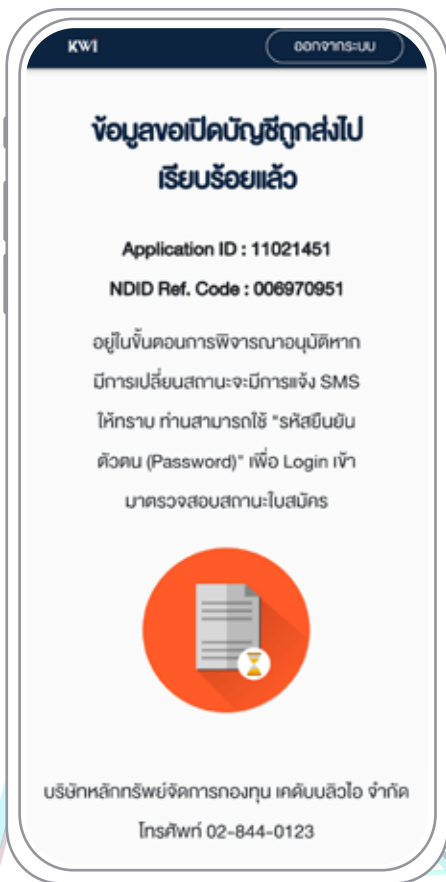 KWI
ออกจากระบบ
ข้อมูลขอเปิดบัญชีถูกส่งไป
เรียบร้อยแล้ว
Application ID : 11021451
NDID Ref. Code : 006970951
อยู่ในขั้นตอนการพิจารณาอนุมัติหาก
มีการเปลี่ยนสถานะจะมีการแจ้ง SMS
ให้ทราบ ท่านสามารถใช้ "รหัสยืนยัน
ตัวตน (Password)" เพื่อ Login เข้า
มาตรวจสอบสถานะใบสมัคร
บริษัทหลักทรัพย์จัดการกองทุน เคดับบลิวไอ จำกัด
โทรศัพท์ 02-844-0123